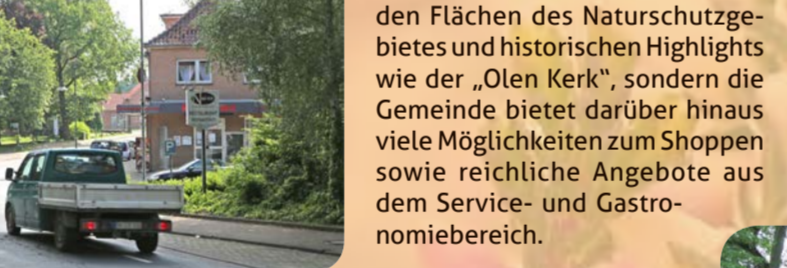 den Flächen des Naturschutzge-
bietes und historischen Highlights
wie der „Olen Kerk“, sondern die
Gemeinde bietet darüber hinaus
viele Möglichkeiten zum Shoppen
sowie reichliche Angebote aus
dem Service- und Gastro-
nomiebereich.
P